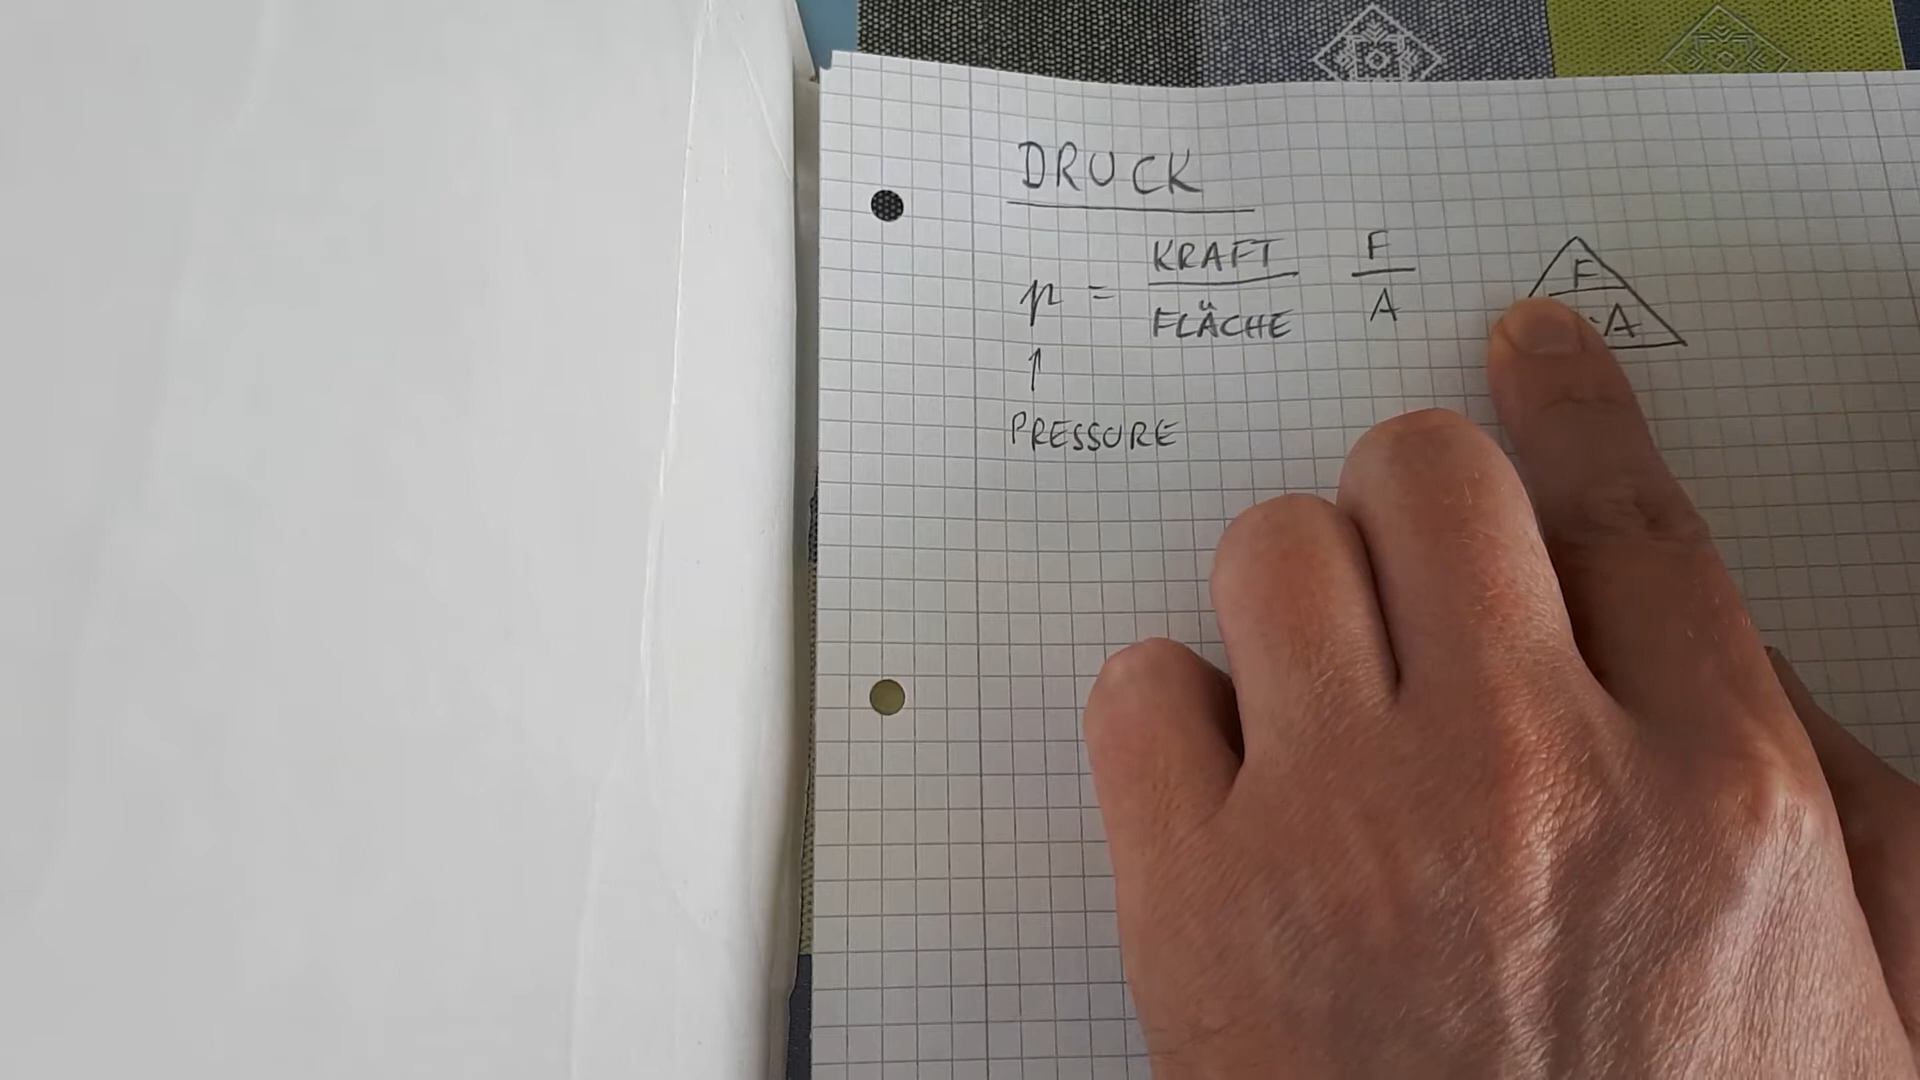 DRUCK
p = KRAFT F
FLÄCHE A
↑
PRESSURE
F
·A